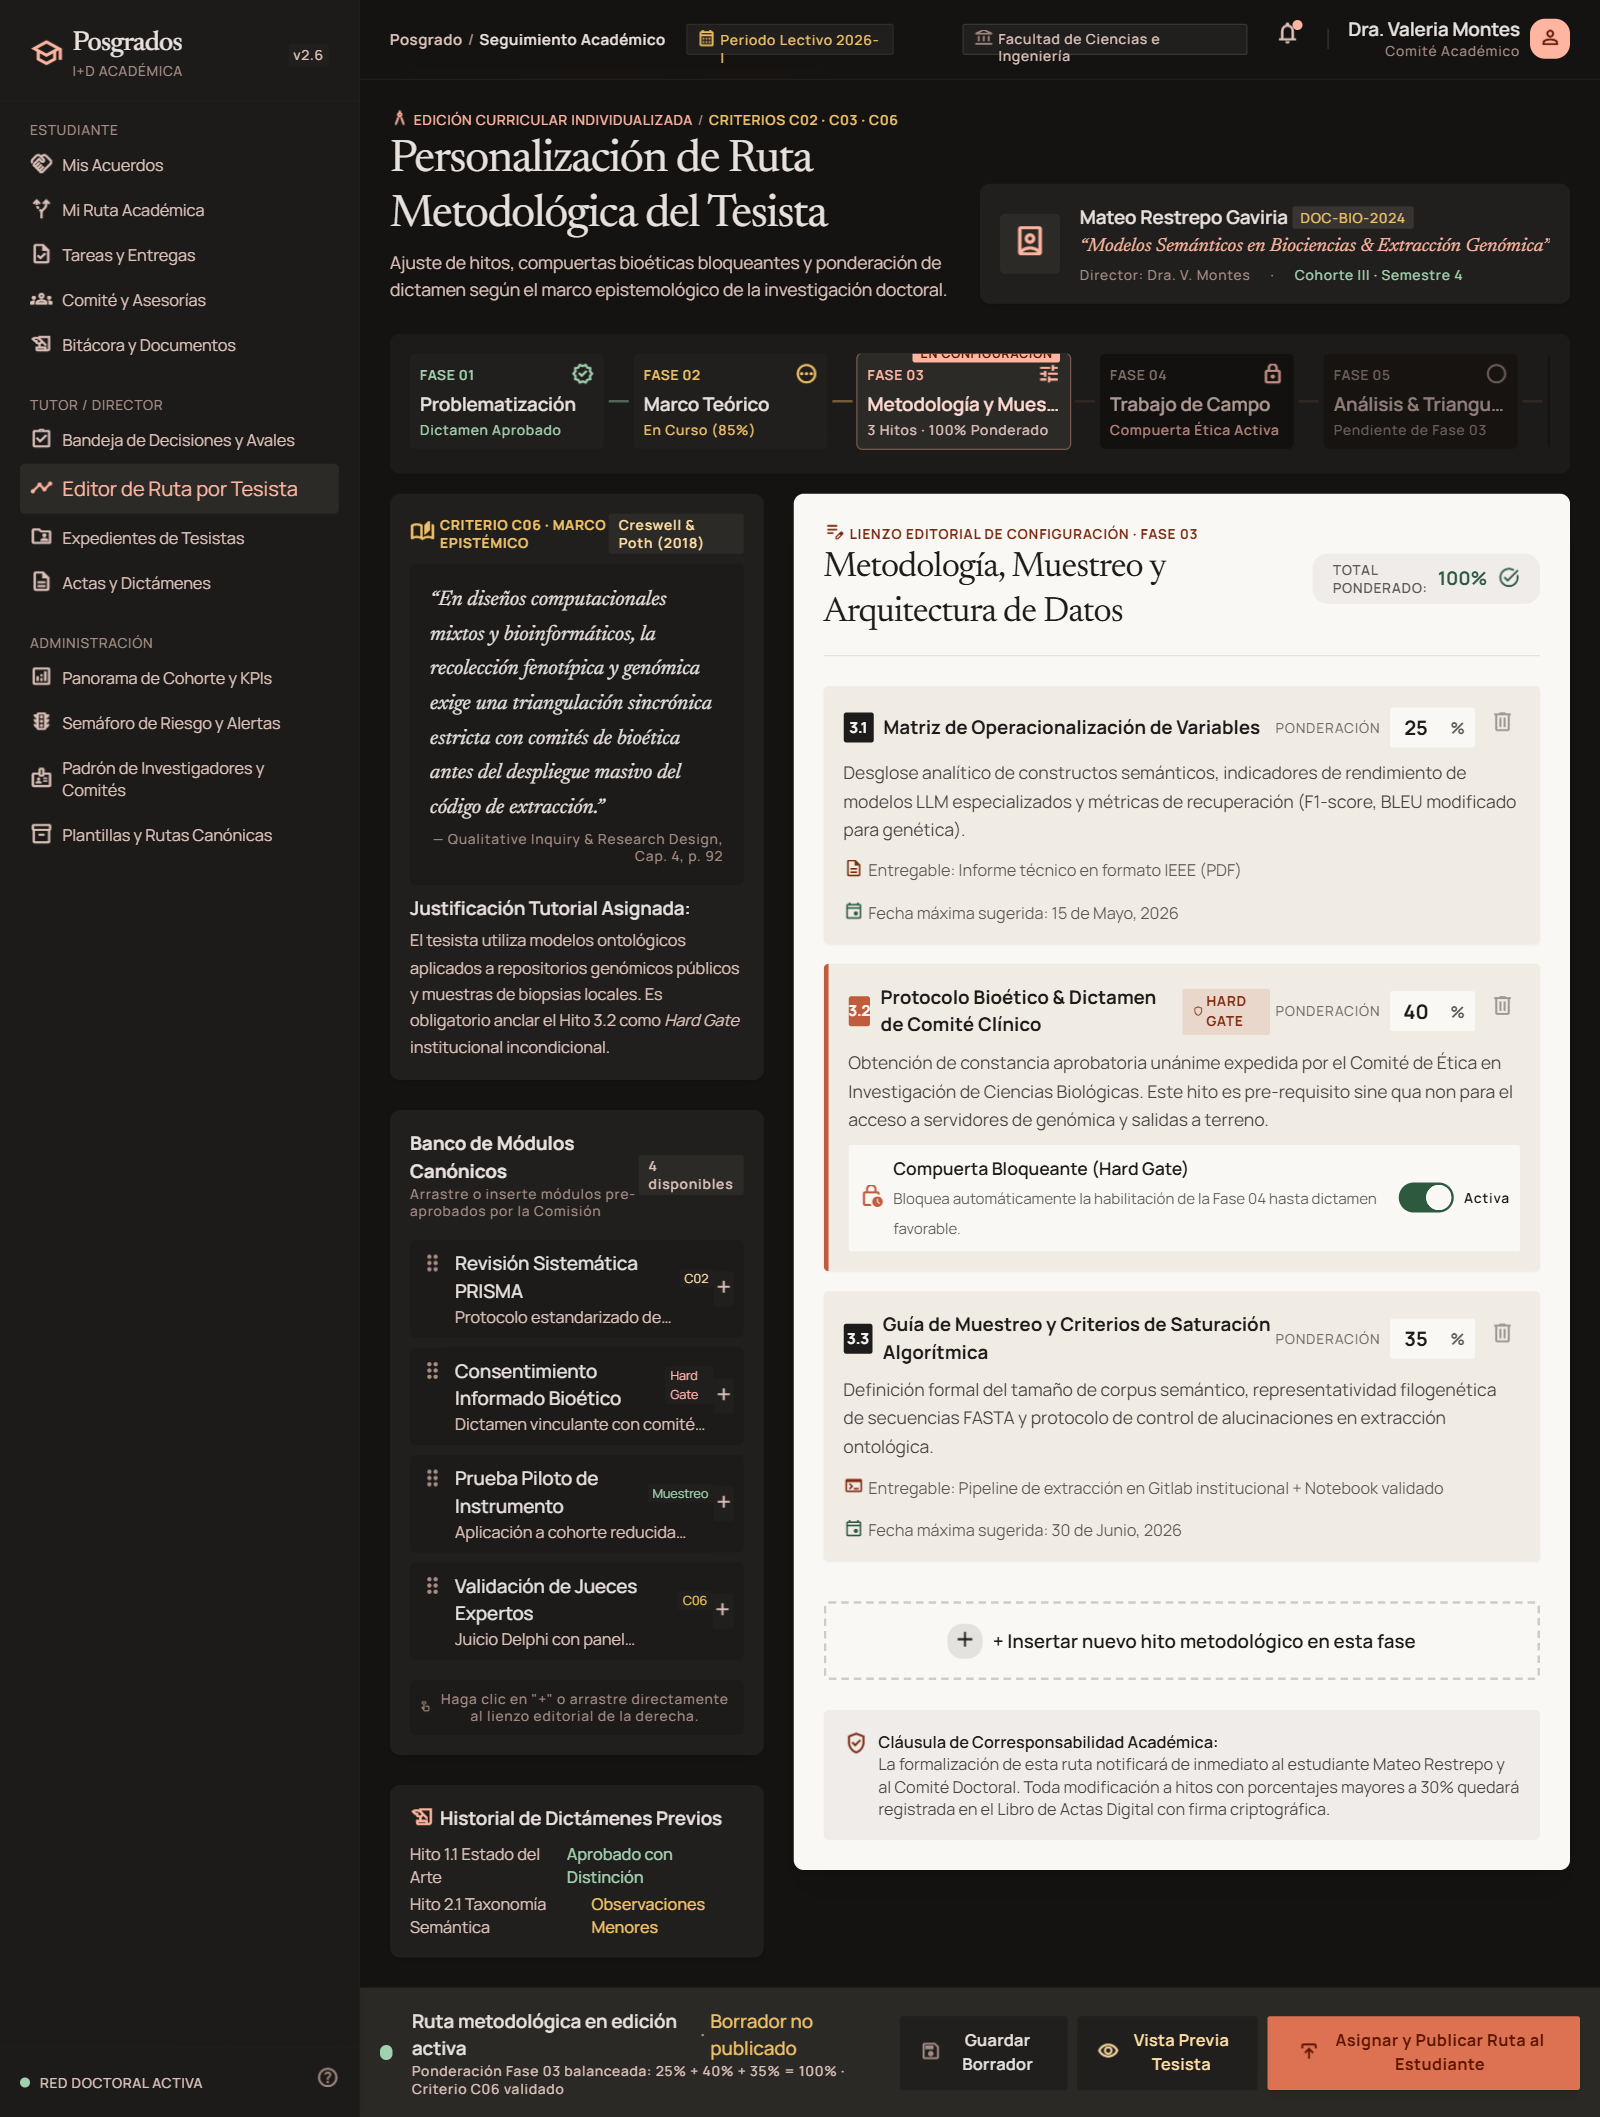 Posgrados
I+D ACADÉMICA
v2.6
ESTUDIANTE
Mis Acuerdos
Mi Ruta Académica
Tareas y Entregas
Comité y Asesorías
Bitácora y Documentos
TUTOR / DIRECTOR
Bandeja de Decisiones y Avales
Editor de Ruta por Tesista
Expedientes de Tesistas
Actas y Dictámenes
ADMINISTRACIÓN
Panorama de Cohorte y KPIs
Semáforo de Riesgo y Alertas
Padrón de Investigadores y
Comités
Plantillas y Rutas Canónicas
RED DOCTORAL ACTIVA
Posgrado / Seguimiento Académico
Periodo Lectivo 2026-
I
Facultad de Ciencias e
Ingeniería
Dra. Valeria Montes
Comité Académico
EDICIÓN CURRICULAR INDIVIDUALIZADA / CRITERIOS C02 · C03 · C06
Personalización de Ruta
Metodológica del Tesista
Ajuste de hitos, compuertas bioéticas bloqueantes y ponderación de
dictamen según el marco epistemológico de la investigación doctoral.
Mateo Restrepo Gaviria DOC-BIO-2024
“Modelos Semánticos en Biociencias & Extracción Genómica”
Director: Dra. V. Montes · Cohorte III · Semestre 4
FASE 01
Problematización
Dictamen Aprobado
FASE 02
Marco Teórico
En Curso (85%)
EN CONFIGURACIÓN
FASE 03
Metodología y Mues...
3 Hitos · 100% Ponderado
FASE 04
Trabajo de Campo
Compuerta Ética Activa
FASE 05
Análisis & Triangu...
Pendiente de Fase 03
CRITERIO C06 · MARCO
EPISTÉMICO
Creswell &
Poth (2018)
“En diseños computacionales
mixtos y bioinformáticos, la
recolección fenotípica y genómica
exige una triangulación sincrónica
estricta con comités de bioética
antes del despliegue masivo del
código de extracción.”
— Qualitative Inquiry & Research Design,
Cap. 4, p. 92
Justificación Tutorial Asignada:
El tesista utiliza modelos ontológicos
aplicados a repositorios genómicos públicos
y muestras de biopsias locales. Es
obligatorio anclar el Hito 3.2 como Hard Gate
institucional incondicional.
Banco de Módulos
Canónicos
Arrastre o inserte módulos pre-
aprobados por la Comisión
4
disponibles
Revisión Sistemática
PRISMA
Protocolo estandarizado de...
C02
+
Consentimiento
Informado Bioético
Dictamen vinculante con comité...
Hard
Gate
+
Prueba Piloto de
Instrumento
Aplicación a cohorte reducida...
Muestreo
+
Validación de Jueces
Expertos
Juicio Delphi con panel...
C06
+
Haga clic en "+" o arrastre directamente
al lienzo editorial de la derecha.
Historial de Dictámenes Previos
Hito 1.1 Estado del
Arte
Aprobado con
Distinción
Hito 2.1 Taxonomía
Semántica
Observaciones
Menores
LIENZO EDITORIAL DE CONFIGURACIÓN · FASE 03
Metodología, Muestreo y
Arquitectura de Datos
TOTAL
PONDERADO:
100%
3.1
Matriz de Operacionalización de Variables
PONDERACIÓN
25 %
Desglose analítico de constructos semánticos, indicadores de rendimiento de
modelos LLM especializados y métricas de recuperación (F1-score, BLEU modificado
para genética).
Entregable: Informe técnico en formato IEEE (PDF)
Fecha máxima sugerida: 15 de Mayo, 2026
3.2
Protocolo Bioético & Dictamen
de Comité Clínico
HARD
GATE
PONDERACIÓN
40 %
Obtención de constancia aprobatoria unánime expedida por el Comité de Ética en
Investigación de Ciencias Biológicas. Este hito es pre-requisito sine qua non para el
acceso a servidores de genómica y salidas a terreno.
Compuerta Bloqueante (Hard Gate)
Bloquea automáticamente la habilitación de la Fase 04 hasta dictamen
favorable.
Activa
3.3
Guía de Muestreo y Criterios de Saturación
Algorítmica
PONDERACIÓN
35 %
Definición formal del tamaño de corpus semántico, representatividad filogenética
de secuencias FASTA y protocolo de control de alucinaciones en extracción
ontológica.
Entregable: Pipeline de extracción en Gitlab institucional + Notebook validado
Fecha máxima sugerida: 30 de Junio, 2026
+ Insertar nuevo hito metodológico en esta fase
Cláusula de Corresponsabilidad Académica:
La formalización de esta ruta notificará de inmediato al estudiante Mateo Restrepo y
al Comité Doctoral. Toda modificación a hitos con porcentajes mayores a 30% quedará
registrada en el Libro de Actas Digital con firma criptográfica.
Ruta metodológica en edición
activa
· Borrador no
publicado
Ponderación Fase 03 balanceada: 25% + 40% + 35% = 100% ·
Criterio C06 validado
Guardar
Borrador
Vista Previa
Tesista
Asignar y Publicar Ruta al
Estudiante